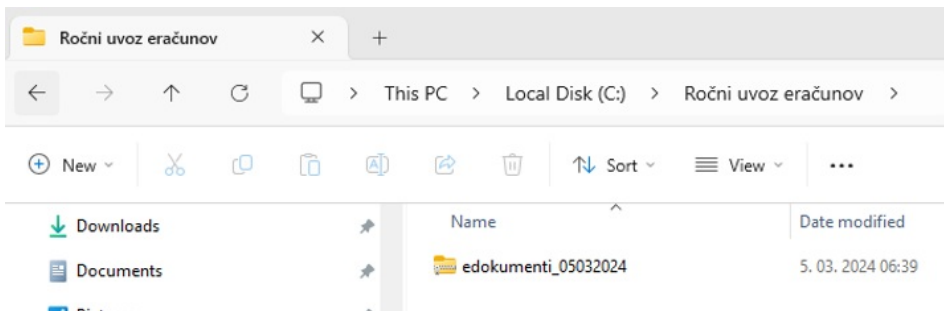 Ročni uvoz eračunov
This PC > Local Disk (C:) > Ročni uvoz eračunov >
New Sort View ...
Downloads
Documents
Name Date modified
edokumenti_05032024 5. 03. 2024 06:39